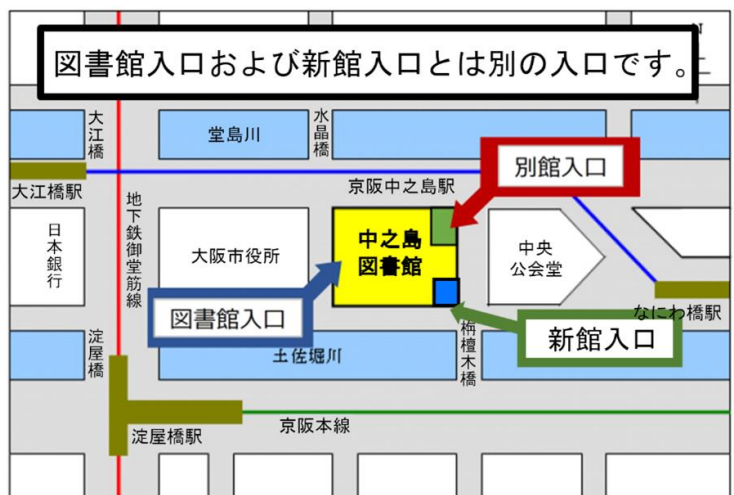 図書館入口および新館入口とは別の入口です。
大江橋
堂島川
水晶橋
別館入口
大江橋駅
京阪中之島駅
日本銀行
地下鉄御堂筋線
大阪市役所
中之島
図書館
中央
公会堂
図書館入口
なにわ橋駅
新館入口
淀屋橋
土佐堀川
栴檀木橋
淀屋橋駅
京阪本線